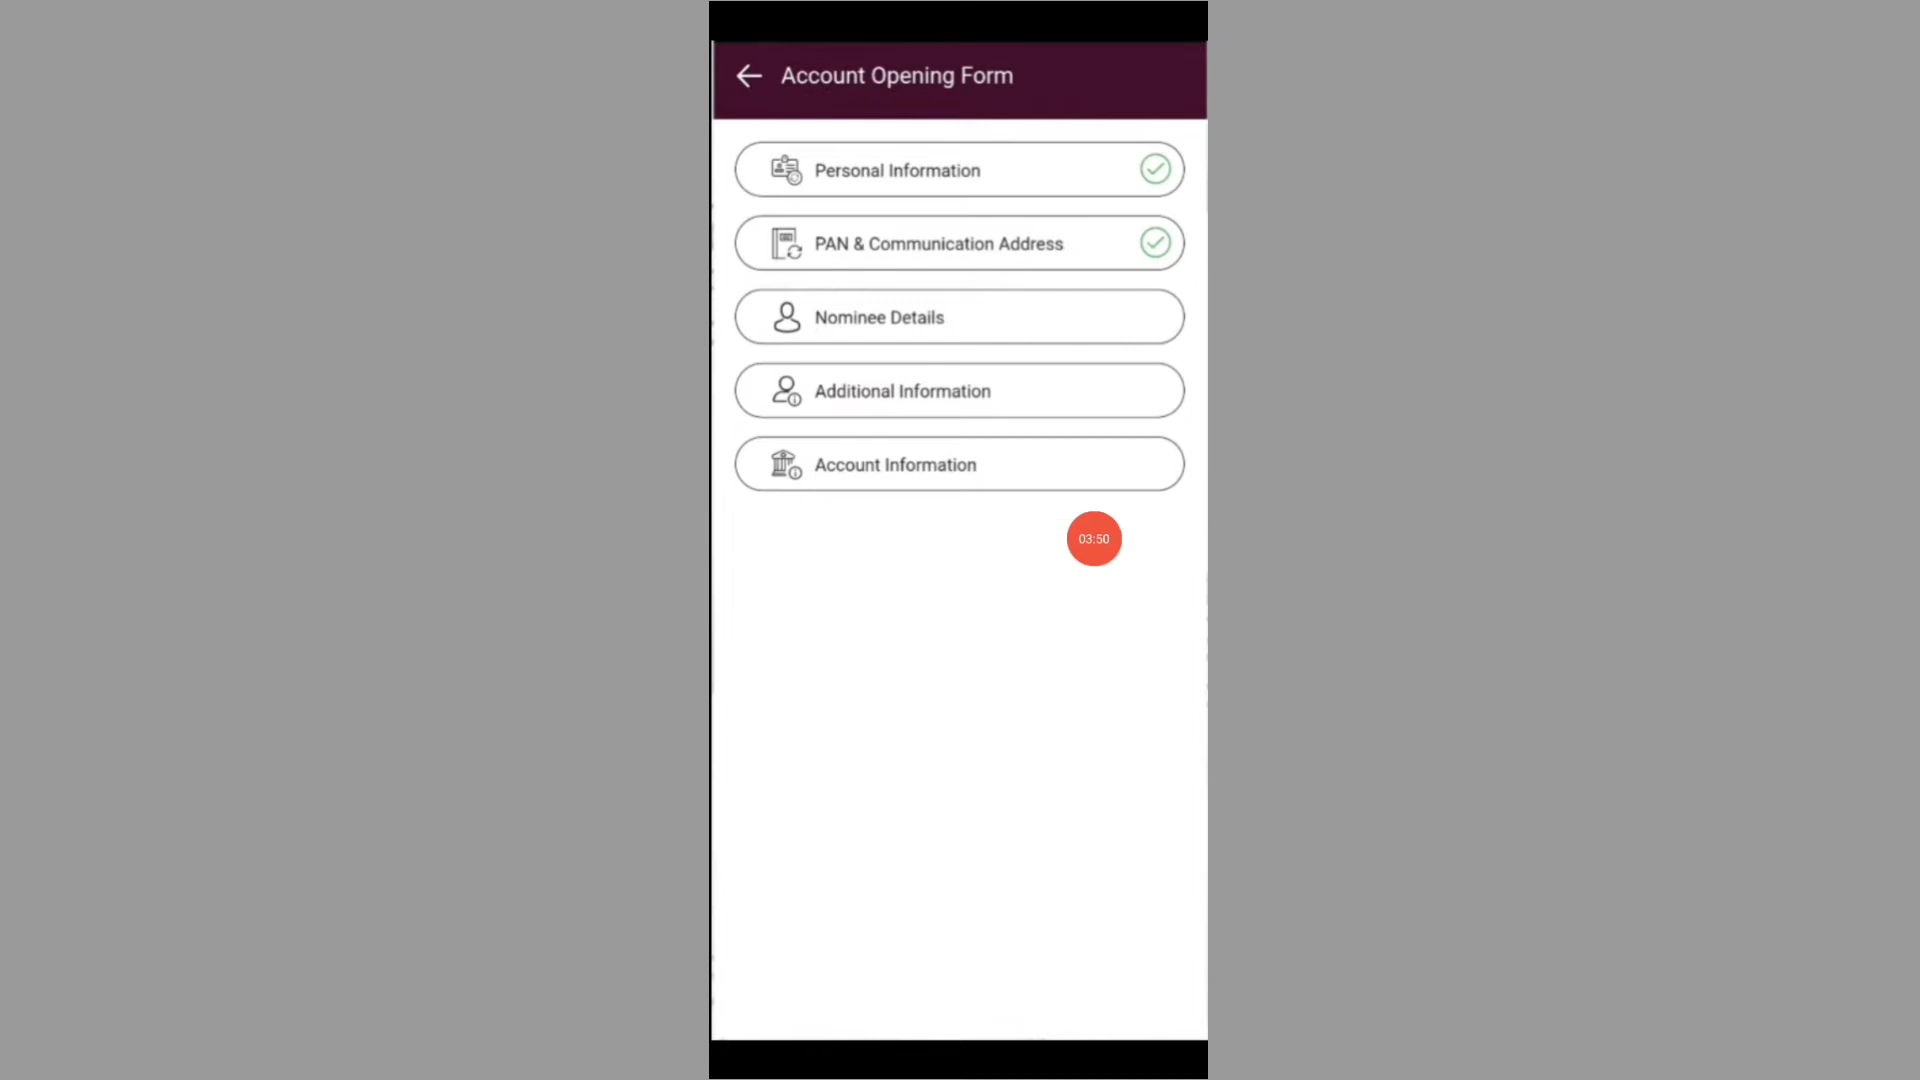 Account Opening Form
Personal Information
PAN & Communication Address
Nominee Details
Additional Information
Account Information
03:50